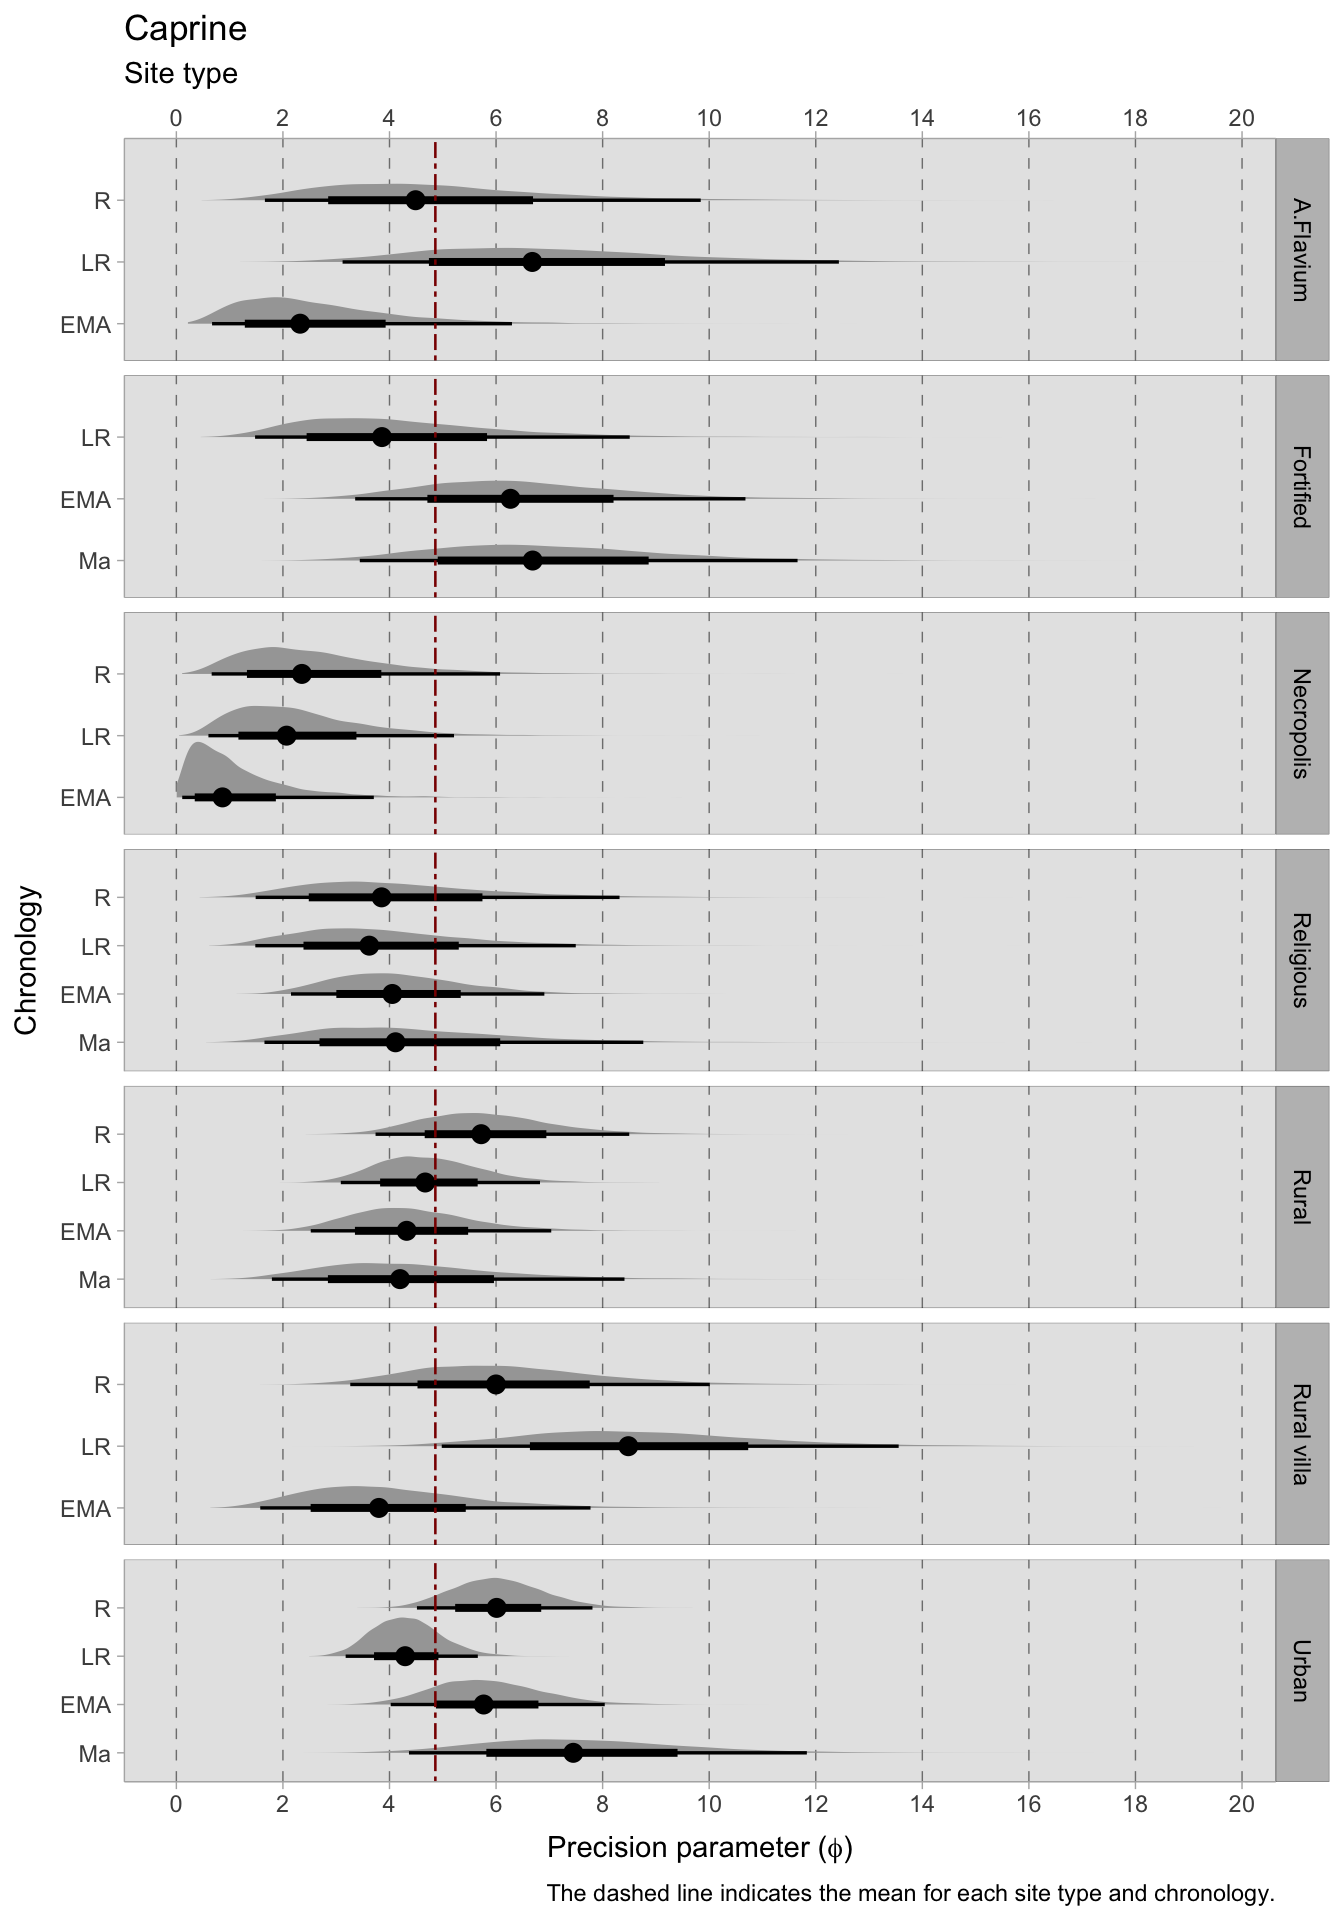 Caprine
Site type
0 2 4 6 8 10 12 14 16 18 20
R
LR
EMA
A.Flavium
LR
EMA
Ma
Fortified
R
LR
EMA
Necropolis
Chronology
R
LR
EMA
Ma
Religious
R
LR
EMA
Ma
Rural
R
LR
EMA
Rural villa
R
LR
EMA
Ma
Urban
0 2 4 6 8 10 12 14 16 18 20
Precision parameter (ϕ)
The dashed line indicates the mean for each site type and chronology.